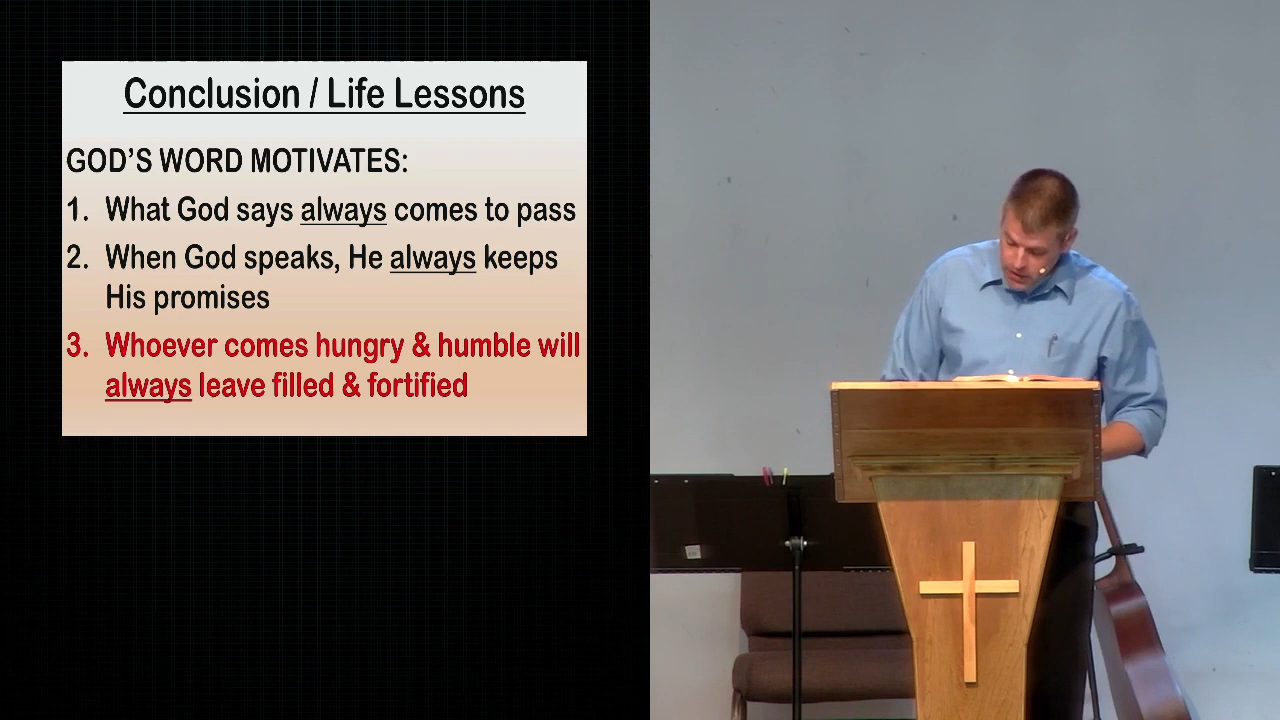 Conclusion / Life Lessons
GOD'S WORD MOTIVATES:
1. What God says always comes to pass
2. When God speaks, He always keeps
His promises
3. Whoever comes hungry & humble will
always leave filled & fortified